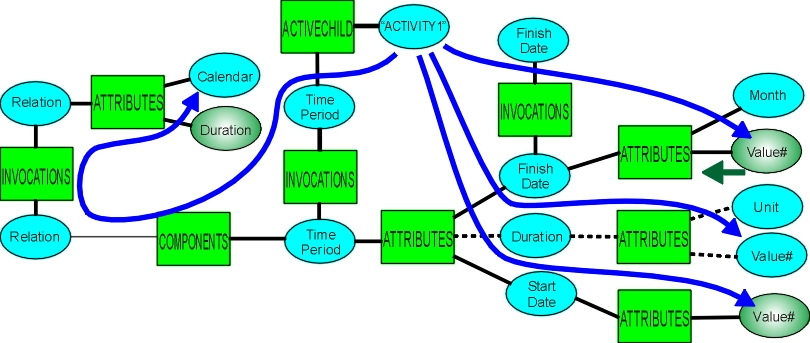 ACTIVECHILD
"ACTIVITY1"
Finish
Date
Relation
ATTRIBUTES
Calendar
Duration
Time
Period
INVOCATIONS
Month
ATTRIBUTES
Value#
INVOCATIONS
INVOCATIONS
Finish
Date
Relation
COMPONENTS
Time
Period
ATTRIBUTES
Duration
ATTRIBUTES
Unit
Value#
Start
Date
ATTRIBUTES
Value#